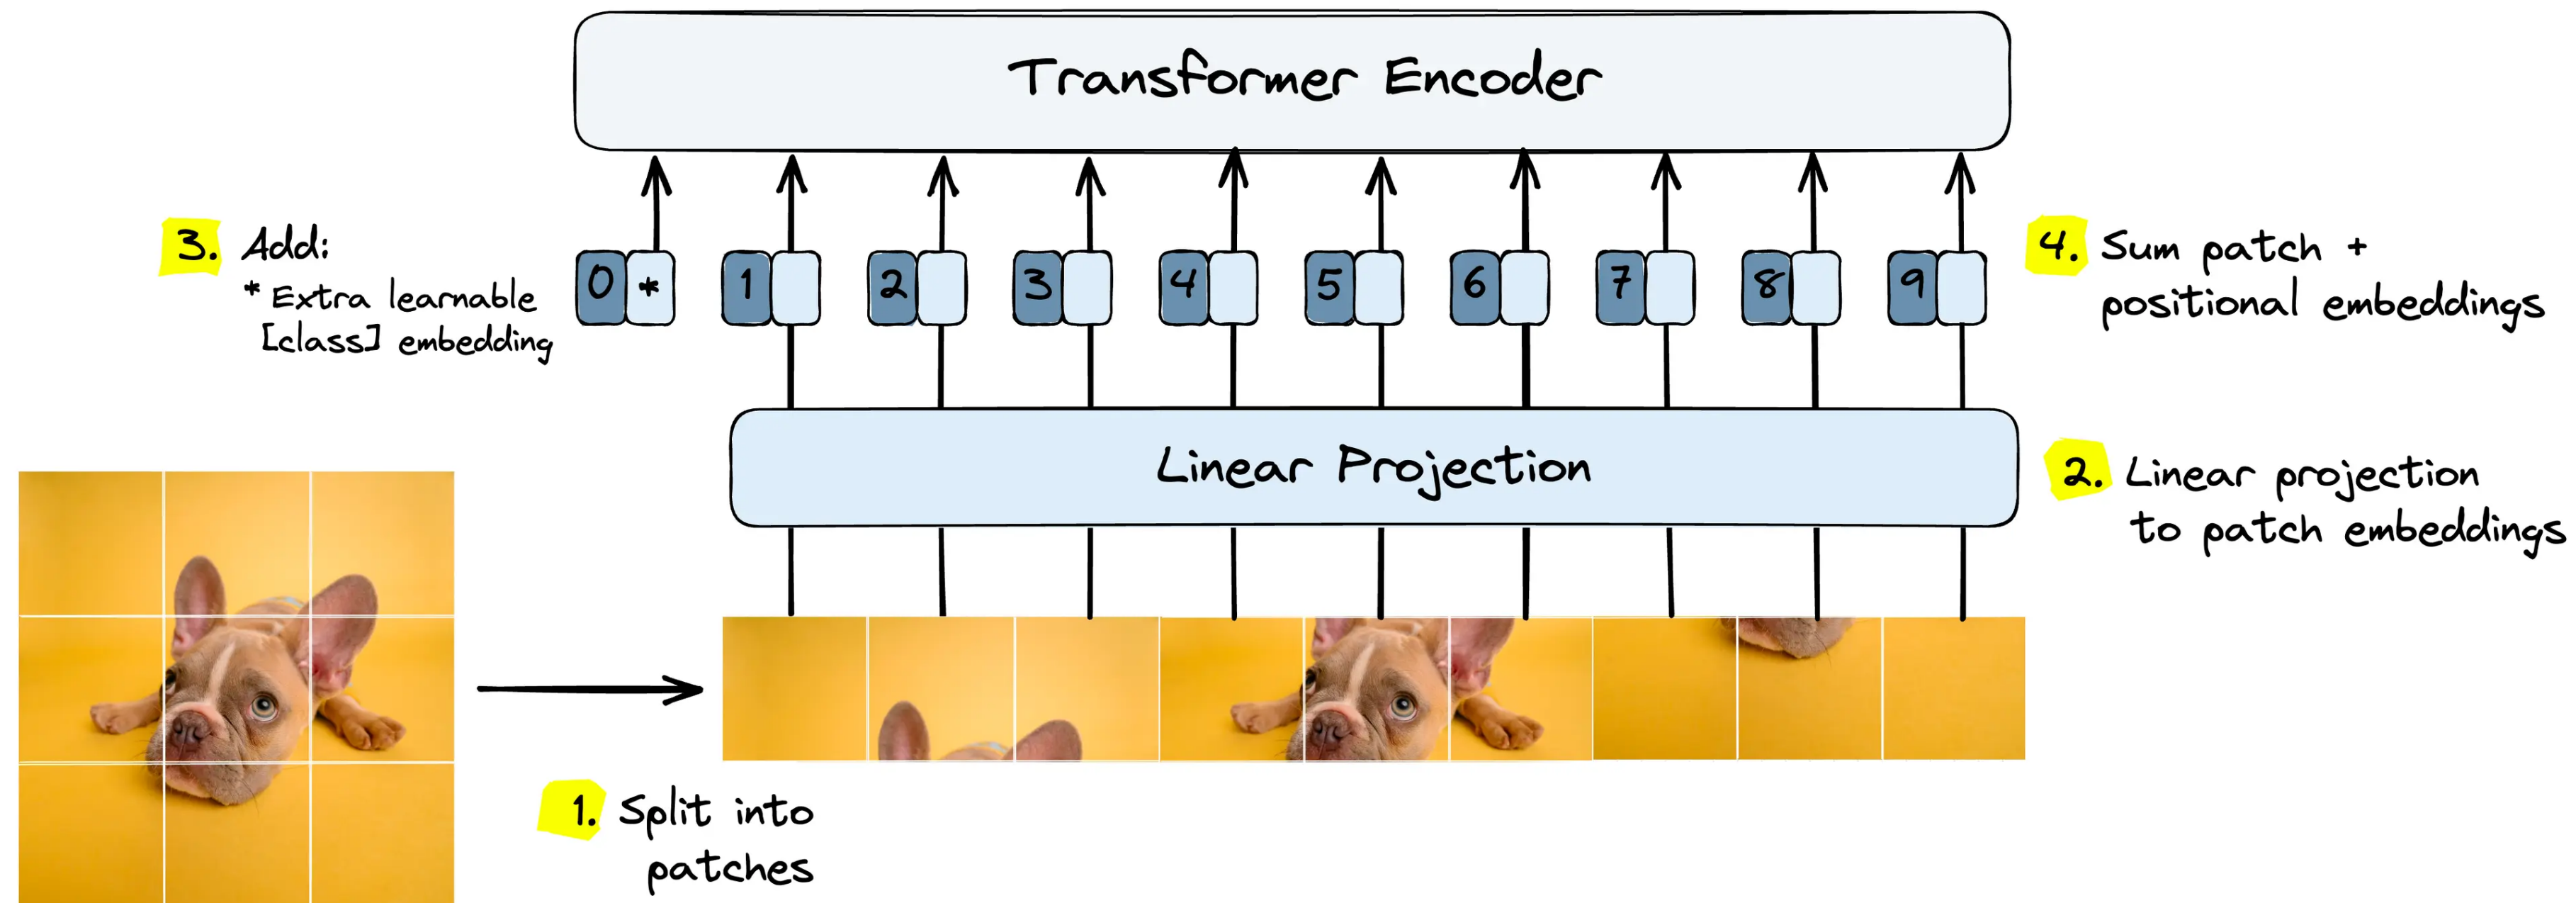 Transformer Encoder
3. Add:
* Extra learnable
[class] embedding
0 * 1 2 3 4 5 6 7 8 9
4. Sum patch +
positional embeddings
Linear Projection
2. Linear projection
to patch embeddings
1. Split into
patches